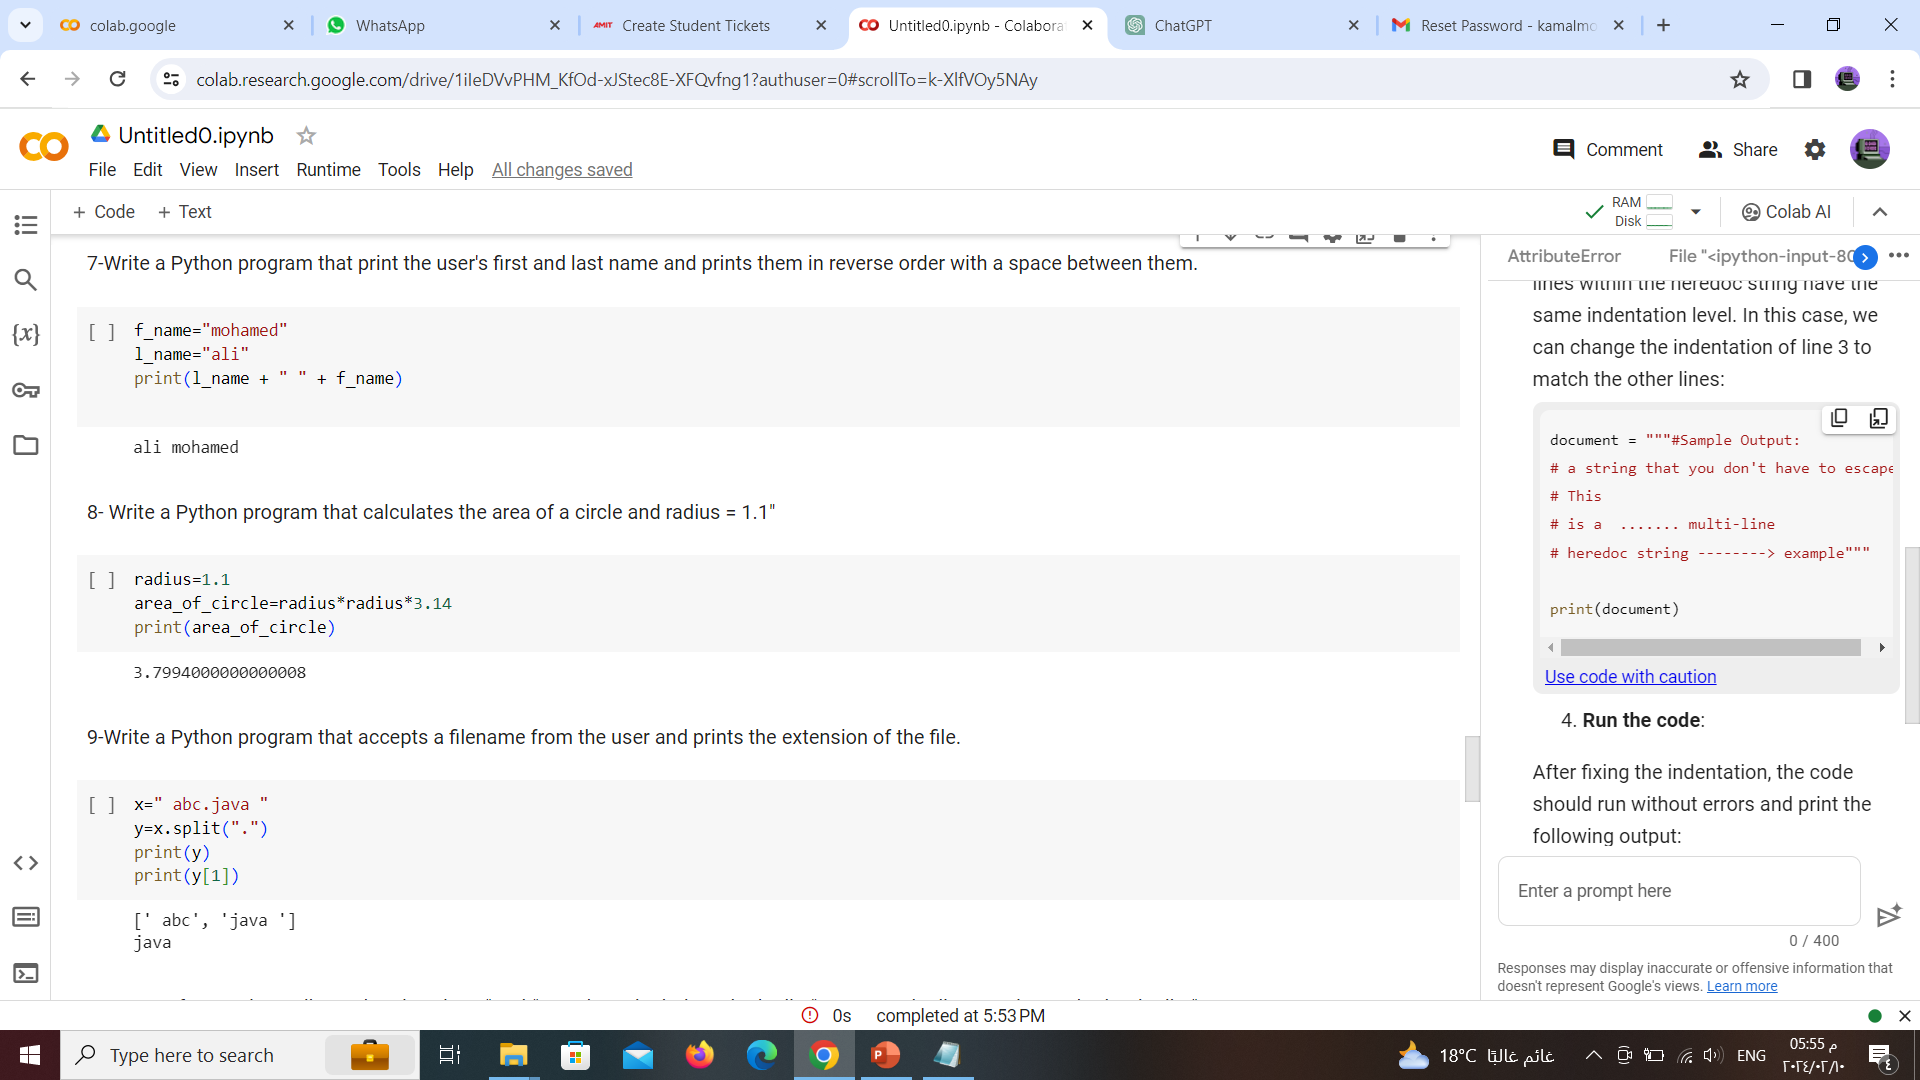 colab.google
WhatsApp
AMIT Create Student Tickets
Untitled0.ipynb - Colabora
ChatGPT
Reset Password - kamalmo
colab.research.google.com/drive/1iIeDVvPHM_KfOd-xJStec8E-XFQvfng1?authuser=0#scrollTo=k-XlfVOy5NAy
Untitled0.ipynb
Comment Share
File Edit View Insert Runtime Tools Help All changes saved
+ Code + Text
RAM
Disk
Colab AI
7-Write a Python program that print the user's first and last name and prints them in reverse order with a space between them.
[ ] f_name="mohamed"
l_name="ali"
print(l_name + " " + f_name)
ali mohamed
8- Write a Python program that calculates the area of a circle and radius = 1.1"
[ ] radius=1.1
area_of_circle=radius*radius*3.14
print(area_of_circle)
3.7994000000000008
9-Write a Python program that accepts a filename from the user and prints the extension of the file.
[ ] x=" abc.java "
y=x.split(".")
print(y)
print(y[1])
[' abc', 'java ']
java
AttributeError File "<ipython-input-80
lines within the heredoc string have the
same indentation level. In this case, we
can change the indentation of line 3 to
match the other lines:
document = """#Sample Output:
# a string that you don't have to escape
# This
# is a ....... multi-line
# heredoc string --------> example"""
print(document)
Use code with caution
4. Run the code:
After fixing the indentation, the code
should run without errors and print the
following output:
Enter a prompt here
0 / 400
Responses may display inaccurate or offensive information that
doesn't represent Google's views. Learn more
0s completed at 5:53 PM
Type here to search
18°C غائم غالبًا
ENG
05:55 م
٢٠٢٤/٠٢/١٠
٤